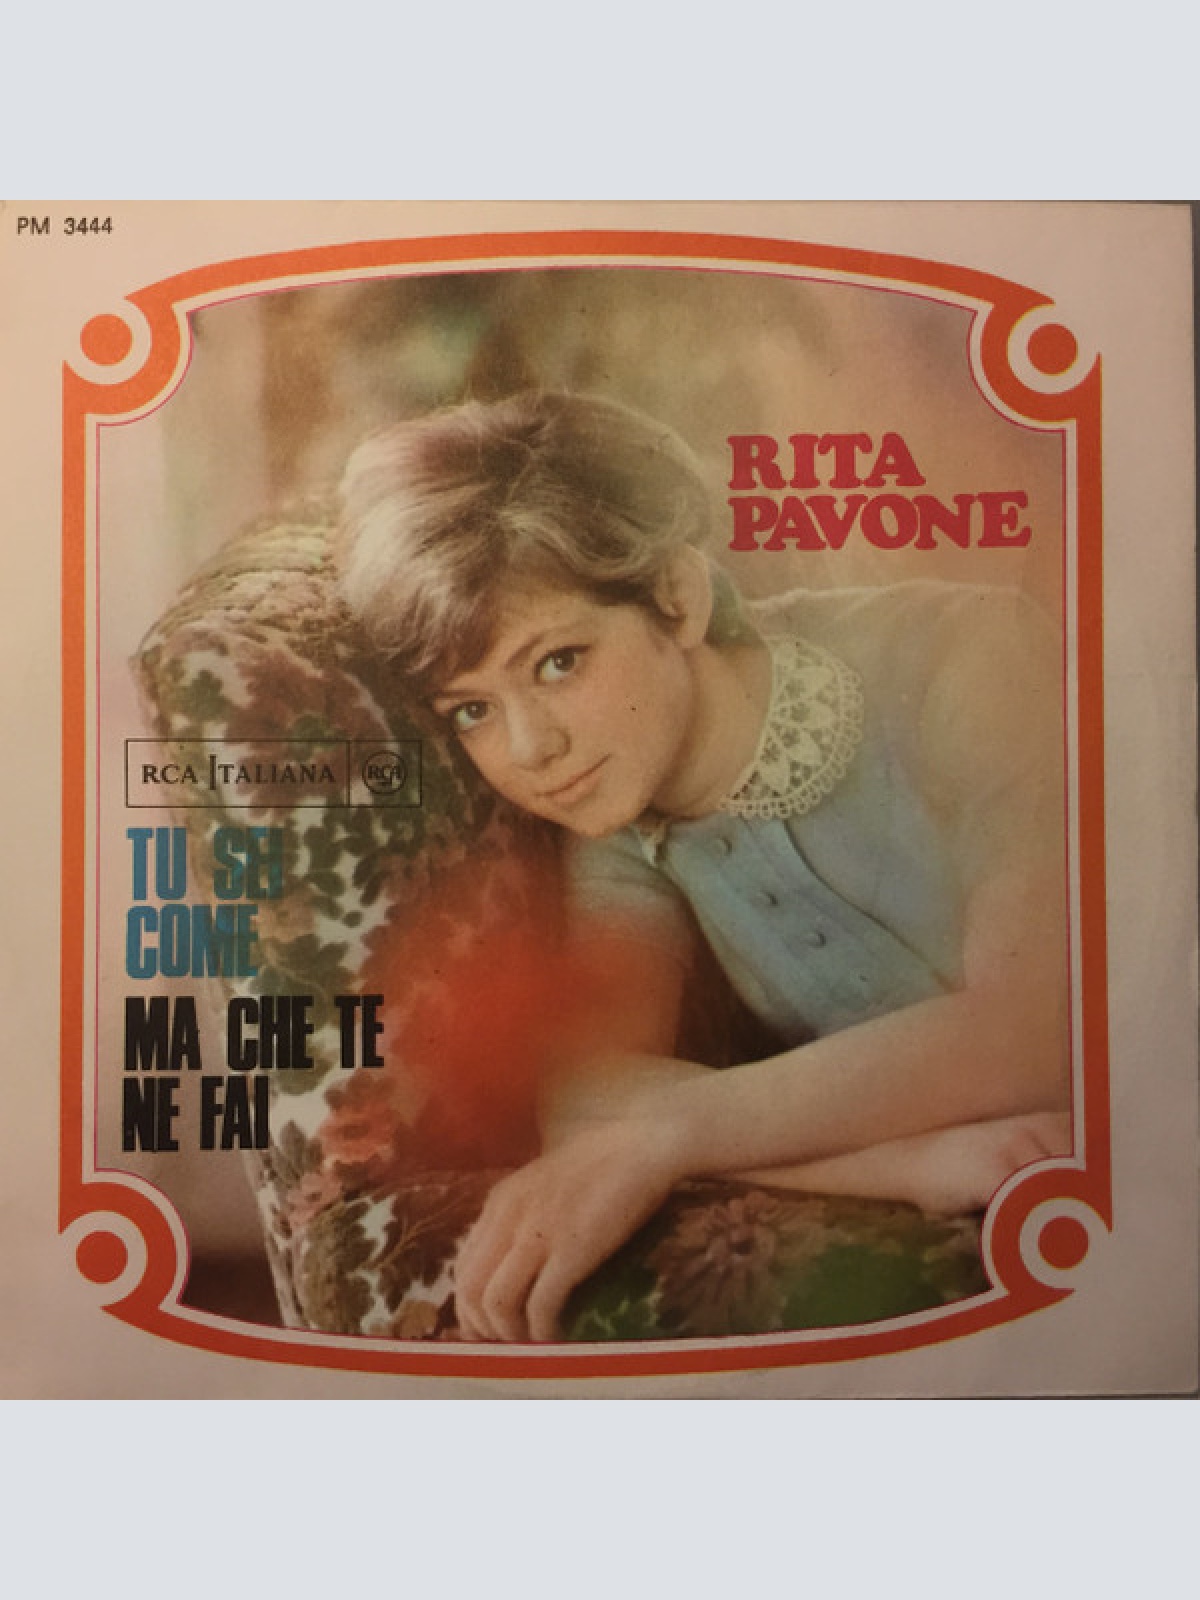 PM 3444
RITA
PAVONE
RCA ITALIANA RCA
TU SEI
COME
MA CHE TE
NE FAI